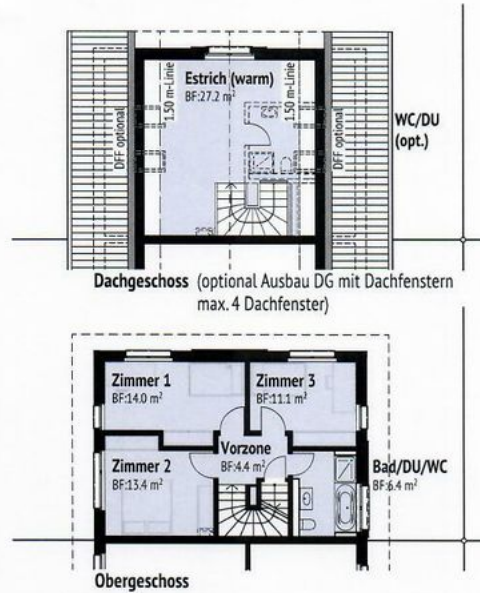 Estrich (warm)
BF:27.2 m²
1.50 m-Linie
1.50 m-Linie
DFF optional
DFF optional
WC/DU
(opt.)
Dachgeschoss (optional Ausbau DG mit Dachfenstern
max. 4 Dachfenster)
Zimmer 1
BF:14.0 m²
Zimmer 3
BF:11.1 m²
Vorzone
BF:4.4 m²
Zimmer 2
BF:13.4 m²
Bad/DU/WC
BF:6.4 m²
Obergeschoss